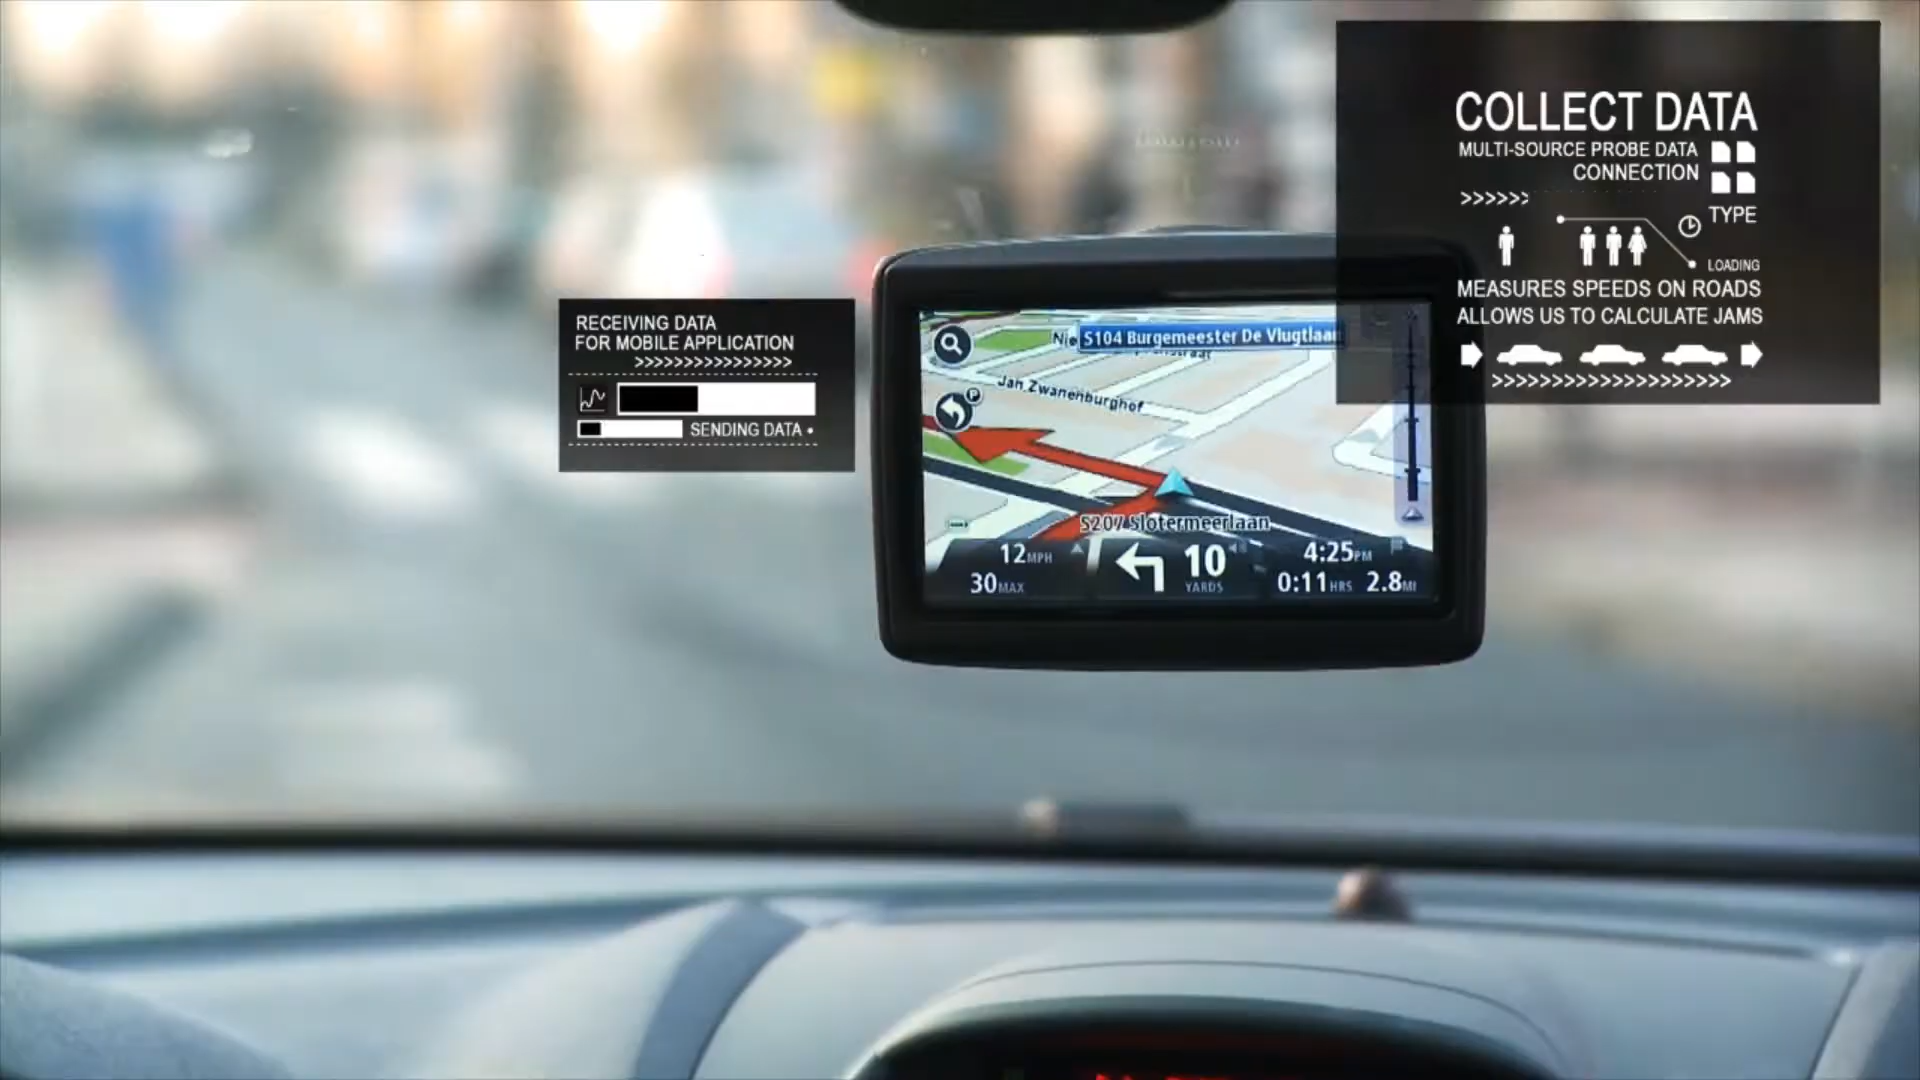 COLLECT DATA
MULTI-SOURCE PROBE DATA
CONNECTION
>>>>>>
TYPE
LOADING
MEASURES SPEEDS ON ROADS
ALLOWS US TO CALCULATE JAMS
>>>>>>>>>>>>>>>>>>>>
RECEIVING DATA
FOR MOBILE APPLICATION
>>>>>>>>>>>>>>>>
SENDING DATA
S104 Burgemeester De Vlugtlaan
Jan Zwanenburghof
P
S207 Slotermeerlaan
12MPH
30MAX
10
YARDS
4:25PM
0:11HRS 2.8MI